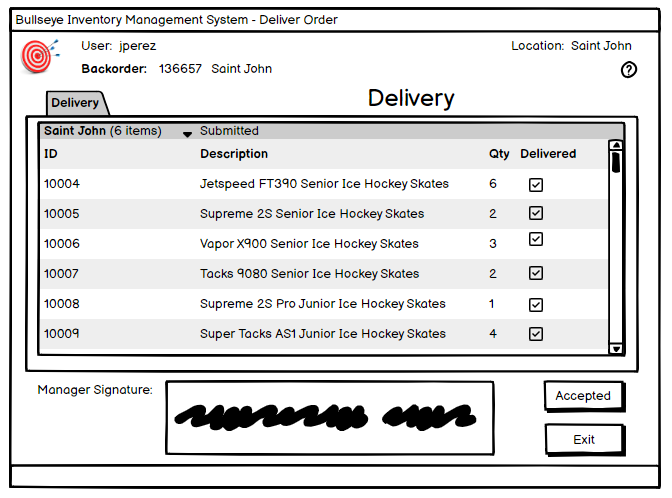 Bullseye Inventory Management System - Deliver Order
User: jperez
Location: Saint John
Backorder: 136657 Saint John
?
Delivery
Delivery
Saint John (6 items) Submitted
ID Description Qty Delivered
10004 Jetspeed FT390 Senior Ice Hockey Skates 6
10005 Supreme 2S Senior Ice Hockey Skates 2
10006 Vapor X900 Senior Ice Hockey Skates 3
10007 Tacks 9080 Senior Ice Hockey Skates 2
10008 Supreme 2S Pro Junior Ice Hockey Skates 1
10009 Super Tacks AS1 Junior Ice Hockey Skates 4
Manager Signature:
Accepted
Exit